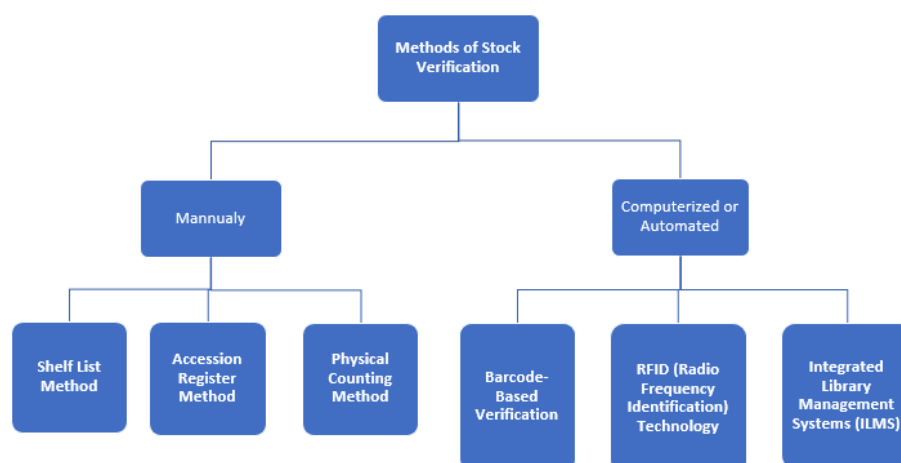 Methods of Stock
Verification
Mannualy
Computerized or
Automated
Shelf List
Method
Accession
Register
Method
Physical
Counting
Method
Barcode-
Based
Verification
RFID (Radio
Frequency
Identification)
Technology
Integrated
Library
Management
Systems (ILMS)